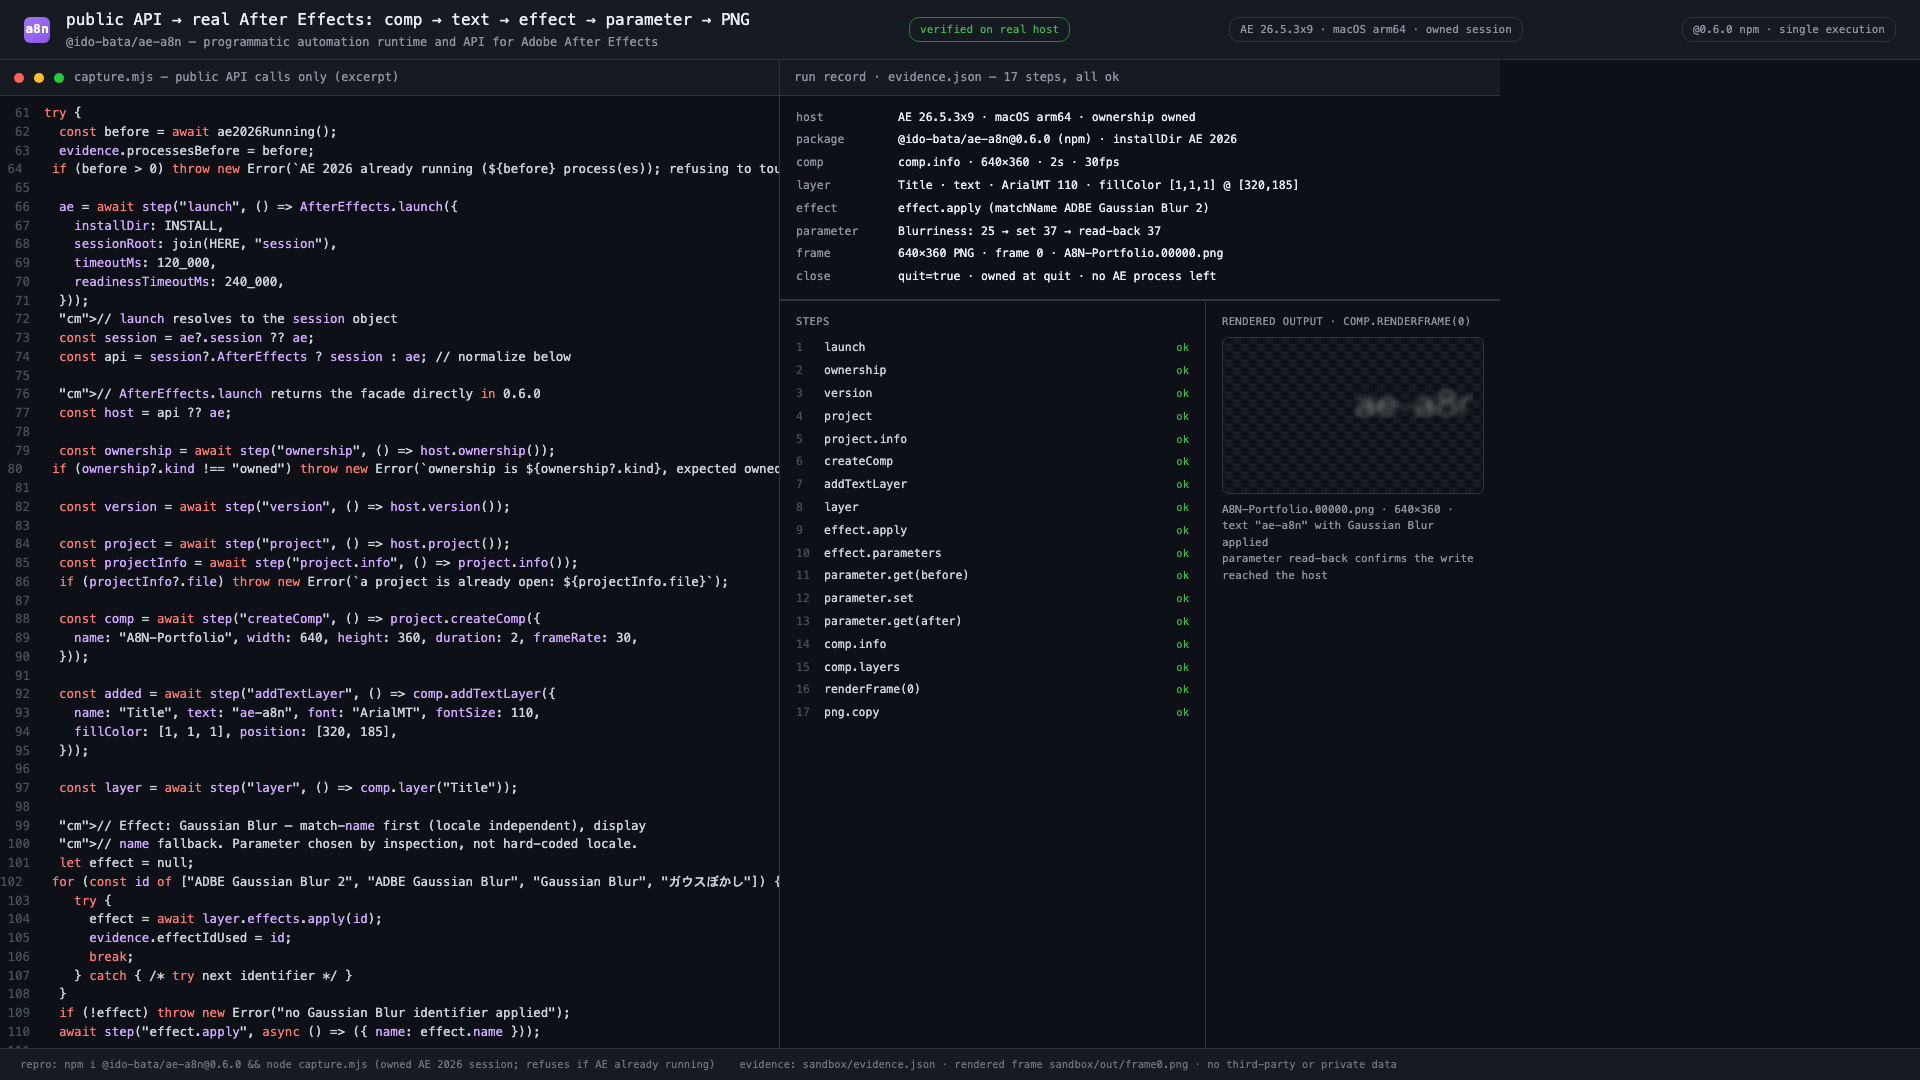 a8n
public API → real After Effects: comp → text → effect → parameter → PNG
@ido-bata/ae-a8n — programmatic automation runtime and API for Adobe After Effects
verified on real host
AE 26.5.3x9 · macOS arm64 · owned session
@0.6.0 npm · single execution
capture.mjs — public API calls only (excerpt)
61 try {
62 const before = await ae2026Running();
63 evidence.processesBefore = before;
64 if (before > 0) throw new Error(`AE 2026 already running (${before} process(es)); refusing to tou
65
66 ae = await step("launch", () => AfterEffects.launch({
67 installDir: INSTALL,
68 sessionRoot: join(HERE, "session"),
69 timeoutMs: 120_000,
70 readinessTimeoutMs: 240_000,
71 }));
72 "cm">// launch resolves to the session object
73 const session = ae?.session ?? ae;
74 const api = session?.AfterEffects ? session : ae; // normalize below
75
76 "cm">// AfterEffects.launch returns the facade directly in 0.6.0
77 const host = api ?? ae;
78
79 const ownership = await step("ownership", () => host.ownership());
80 if (ownership?.kind !== "owned") throw new Error(`ownership is ${ownership?.kind}, expected owned
81
82 const version = await step("version", () => host.version());
83
84 const project = await step("project", () => host.project());
85 const projectInfo = await step("project.info", () => project.info());
86 if (projectInfo?.file) throw new Error(`a project is already open: ${projectInfo.file}`);
87
88 const comp = await step("createComp", () => project.createComp({
89 name: "A8N-Portfolio", width: 640, height: 360, duration: 2, frameRate: 30,
90 }));
91
92 const added = await step("addTextLayer", () => comp.addTextLayer({
93 name: "Title", text: "ae-a8n", font: "ArialMT", fontSize: 110,
94 fillColor: [1, 1, 1], position: [320, 185],
95 }));
96
97 const layer = await step("layer", () => comp.layer("Title"));
98
99 "cm">// Effect: Gaussian Blur — match-name first (locale independent), display
100 "cm">// name fallback. Parameter chosen by inspection, not hard-coded locale.
101 let effect = null;
102 for (const id of ["ADBE Gaussian Blur 2", "ADBE Gaussian Blur", "Gaussian Blur", "ガウスぼかし"]) {
103 try {
104 effect = await layer.effects.apply(id);
105 evidence.effectIdUsed = id;
106 break;
107 } catch { /* try next identifier */ }
108 }
109 if (!effect) throw new Error("no Gaussian Blur identifier applied");
110 await step("effect.apply", async () => ({ name: effect.name }));
run record · evidence.json — 17 steps, all ok
host AE 26.5.3x9 · macOS arm64 · ownership owned
package @ido-bata/ae-a8n@0.6.0 (npm) · installDir AE 2026
comp comp.info · 640×360 · 2s · 30fps
layer Title · text · ArialMT 110 · fillColor [1,1,1] @ [320,185]
effect effect.apply (matchName ADBE Gaussian Blur 2)
parameter Blurriness: 25 → set 37 → read-back 37
frame 640×360 PNG · frame 0 · A8N-Portfolio.00000.png
close quit=true · owned at quit · no AE process left
STEPS
1 launch ok
2 ownership ok
3 version ok
4 project ok
5 project.info ok
6 createComp ok
7 addTextLayer ok
8 layer ok
9 effect.apply ok
10 effect.parameters ok
11 parameter.get(before) ok
12 parameter.set ok
13 parameter.get(after) ok
14 comp.info ok
15 comp.layers ok
16 renderFrame(0) ok
17 png.copy ok
RENDERED OUTPUT · COMP.RENDERFRAME(0)
ae-a8r
A8N-Portfolio.00000.png · 640×360 ·
text "ae-a8n" with Gaussian Blur
applied
parameter read-back confirms the write
reached the host
repro: npm i @ido-bata/ae-a8n@0.6.0 && node capture.mjs (owned AE 2026 session; refuses if AE already running)
evidence: sandbox/evidence.json · rendered frame sandbox/out/frame0.png · no third-party or private data